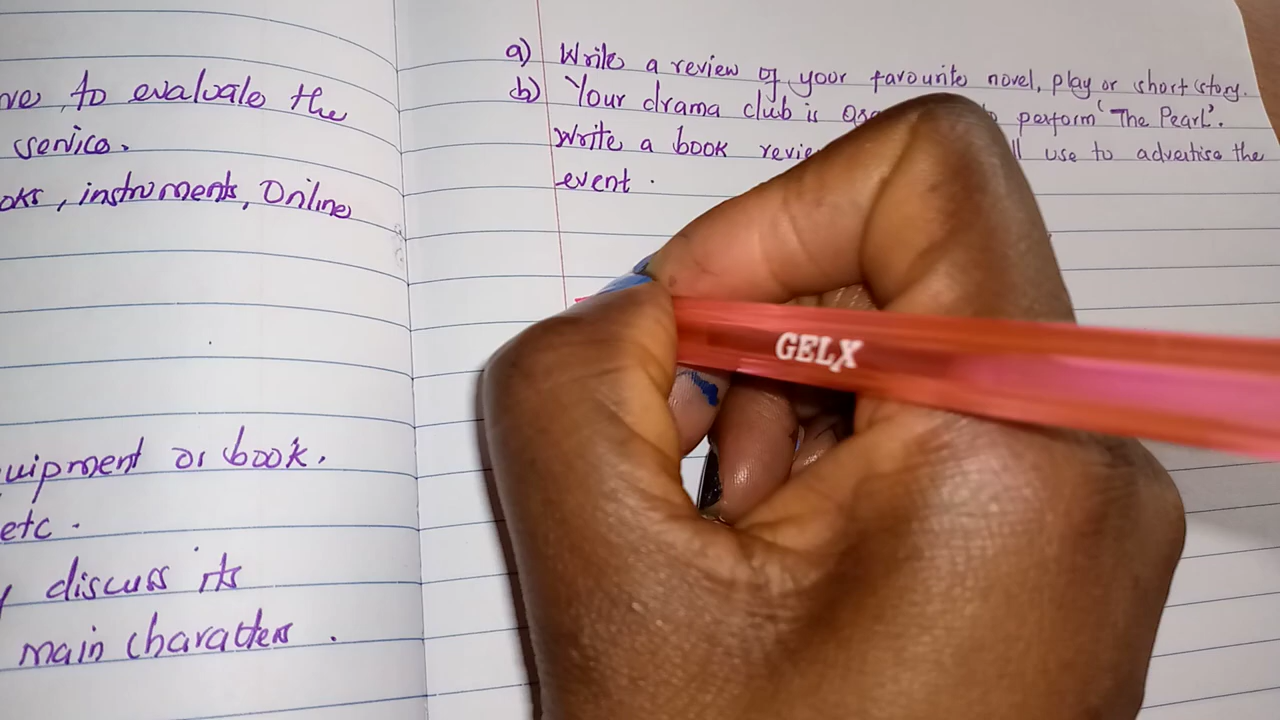 ve to evaluate the
service.
oks, instruments, Online
uipment or book.
etc.
discuss its
main characters.
a) Write a review of your favourite novel, play or short story.
b) Your drama club is perform 'The Pearl'.
Write a book use to advertise the
event.
GELX